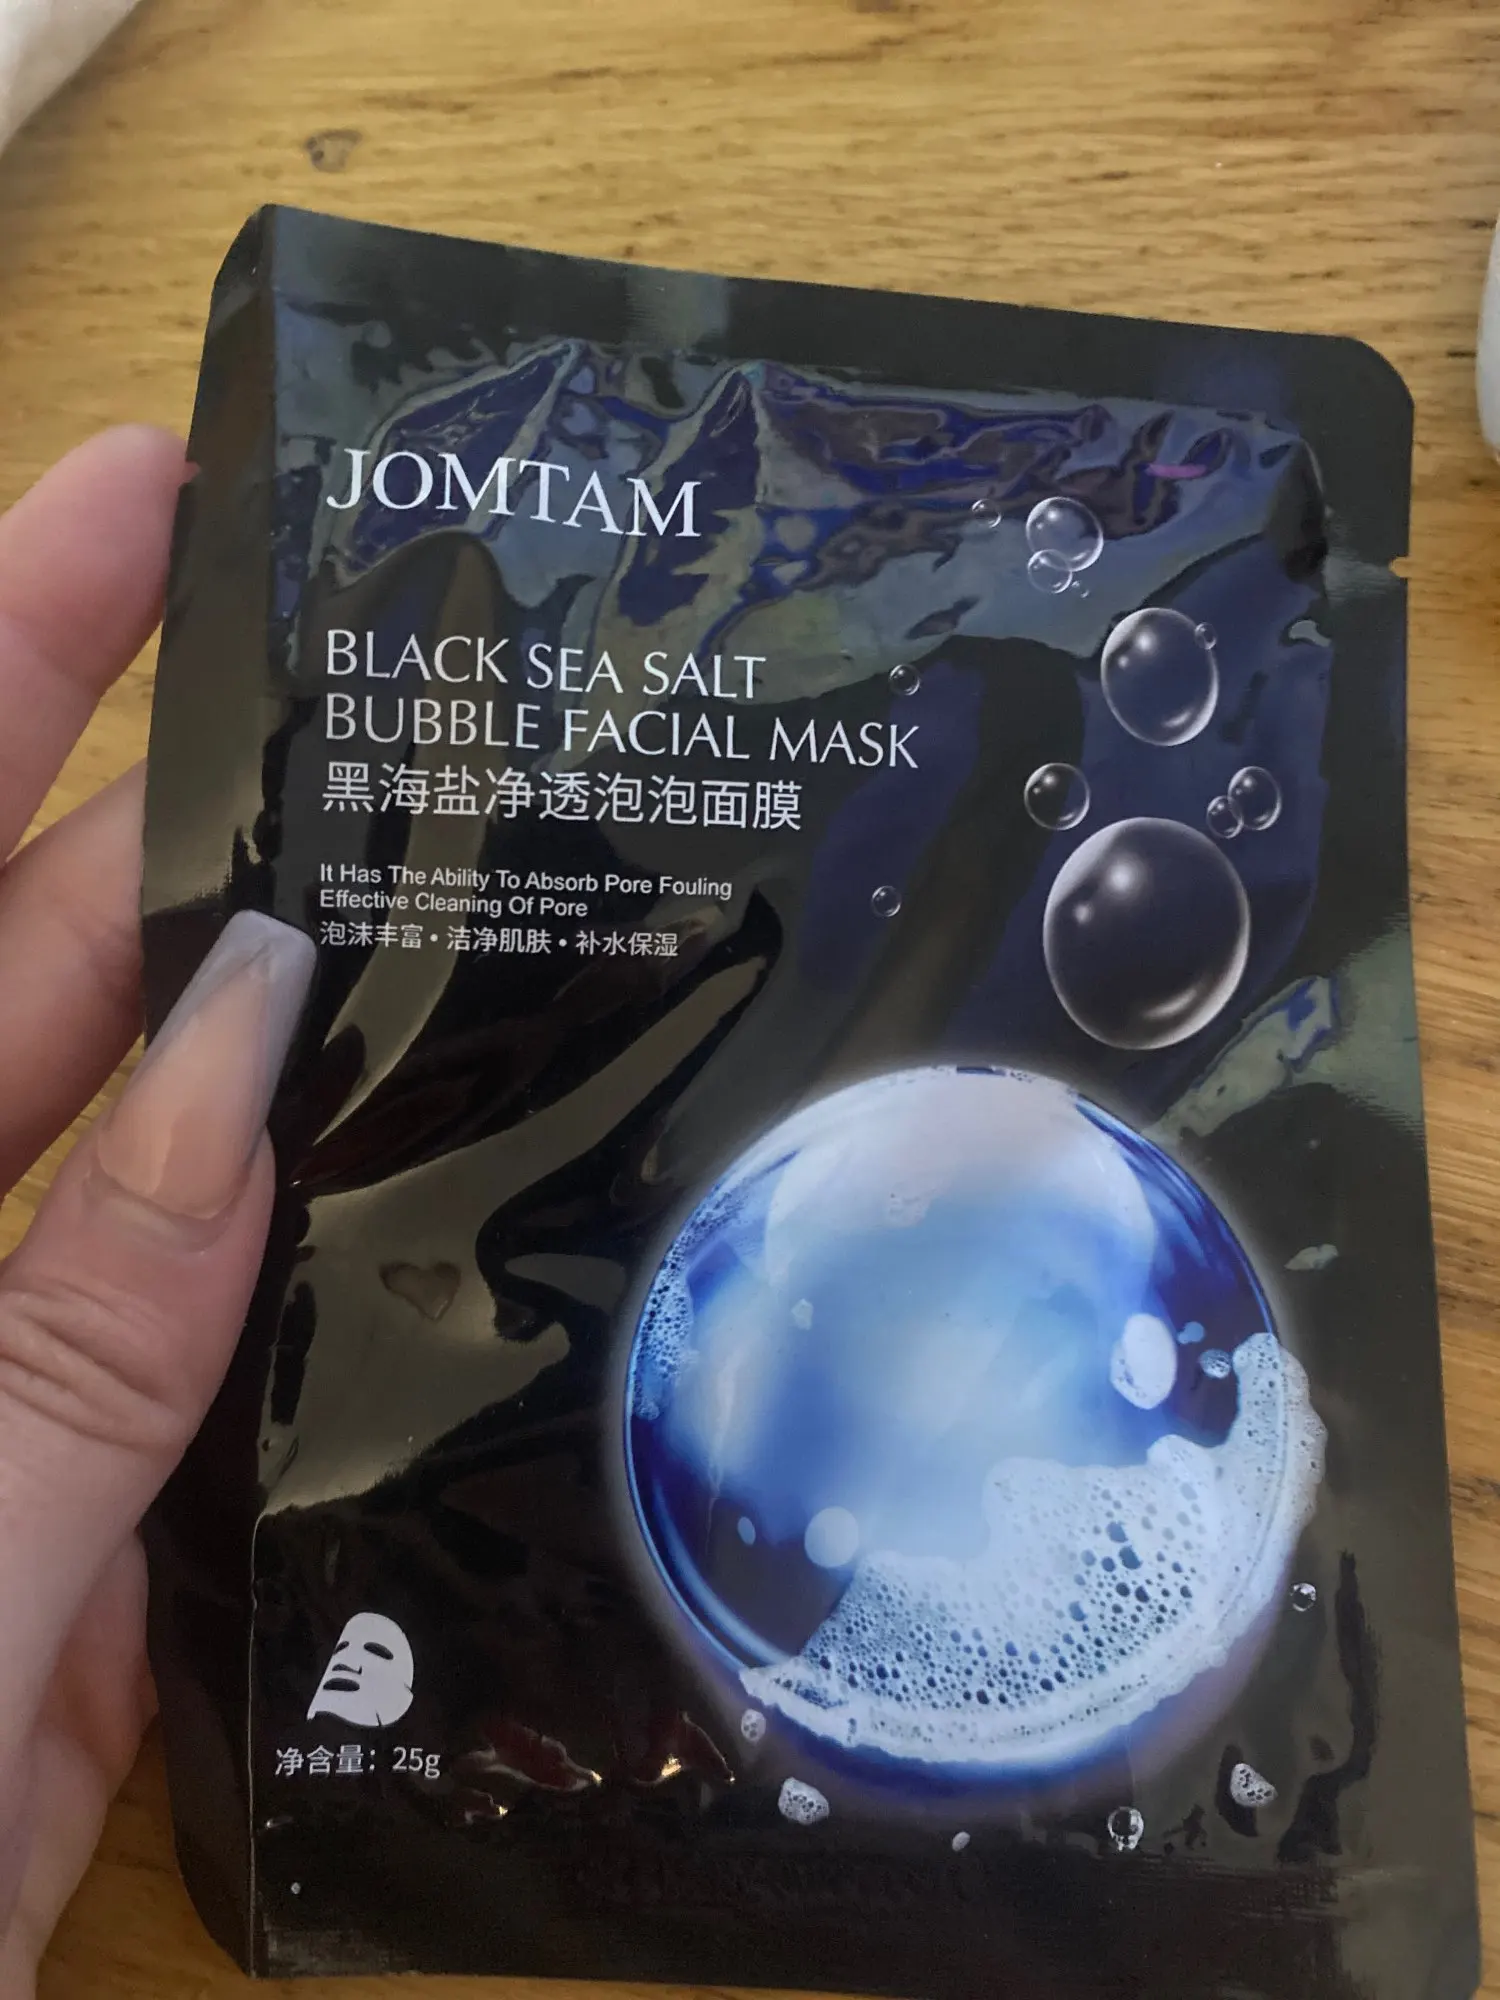 JOMTAM
BLACK SEA SALT
BUBBLE FACIAL MASK
黑海盐净透泡泡面膜
It Has The Ability To Absorb Pore Fouling
Effective Cleaning Of Pore
泡沫丰富•洁净肌肤•补水保湿
净含量：25g